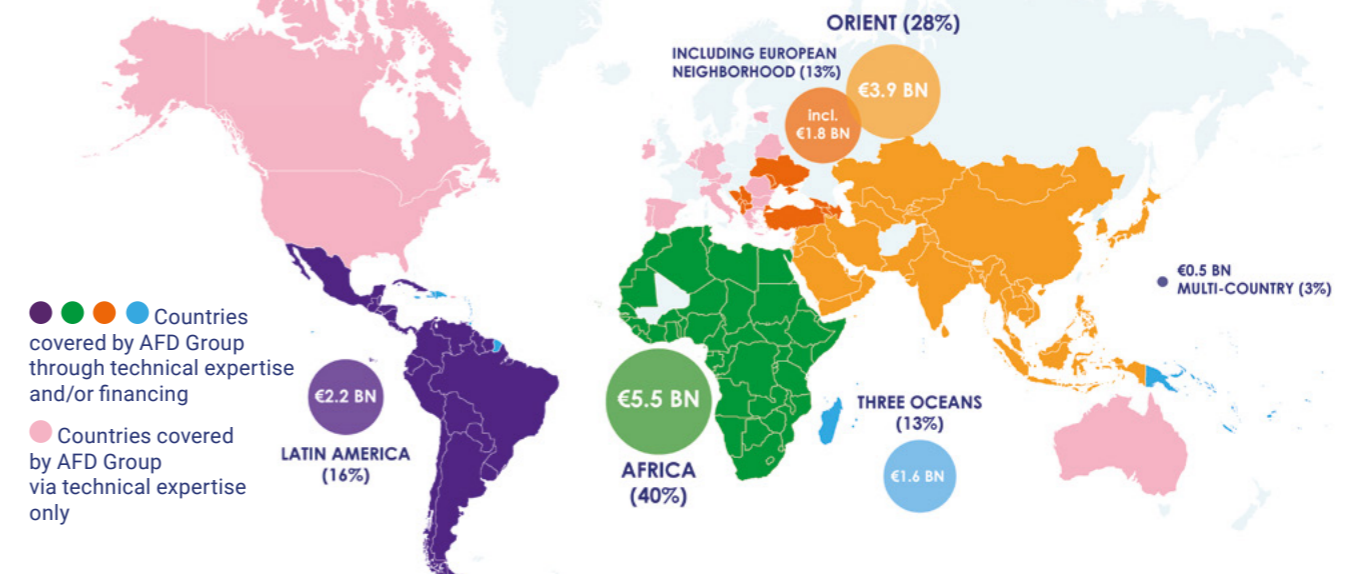 ORIENT (28%)
INCLUDING EUROPEAN
NEIGHBORHOOD (13%)
€3.9 BN
incl.
€1.8 BN
€0.5 BN
MULTI-COUNTRY (3%)
Countries
covered by AFD Group
through technical expertise
and/or financing
Countries covered
by AFD Group
via technical expertise
only
€2.2 BN
LATIN AMERICA
(16%)
€5.5 BN
AFRICA
(40%)
THREE OCEANS
(13%)
€1.6 BN